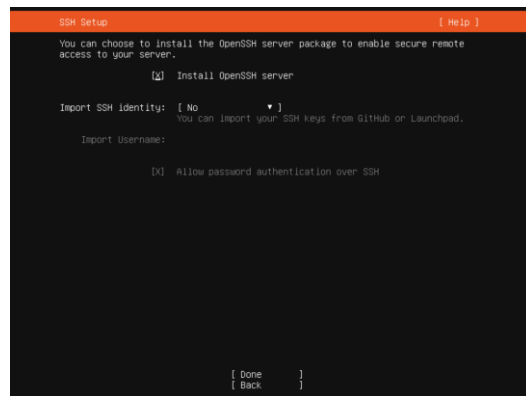 SSH Setup [ Help ]
You can choose to install the OpenSSH server package to enable secure remote
access to your server.
[X] Install OpenSSH server
Import SSH identity: [ No ▾ ]
You can import your SSH keys from GitHub or Launchpad.
Import Username:
[X] Allow password authentication over SSH
[ Done ]
[ Back ]